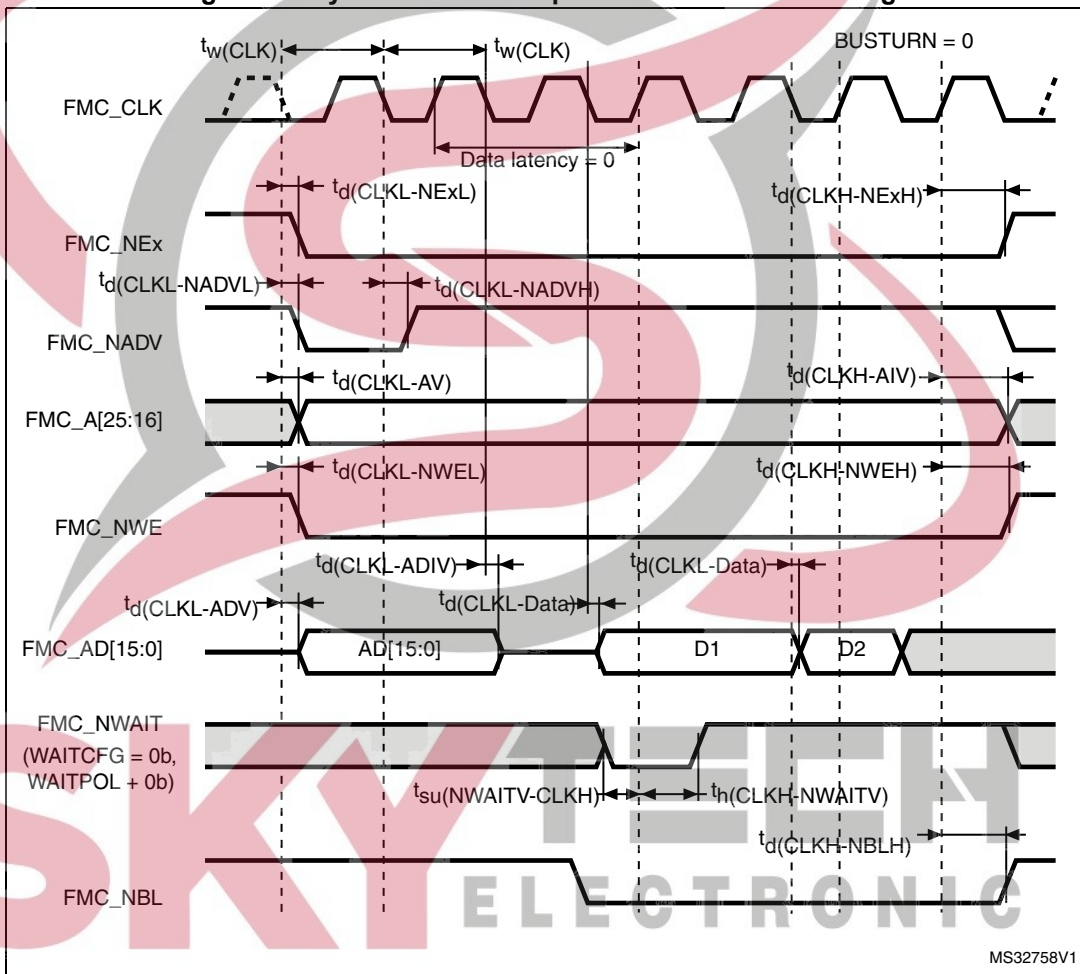 tw(CLK)
tw(CLK)
BUSTURN = 0
FMC_CLK
Data latency = 0
td(CLKL-NExL)
td(CLKH-NExH)
FMC_NEx
td(CLKL-NADVL)
td(CLKL-NADVH)
FMC_NADV
td(CLKL-AV)
td(CLKH-AIV)
FMC_A[25:16]
td(CLKL-NWEL)
td(CLKH-NWEH)
FMC_NWE
td(CLKL-ADIV)
td(CLKL-Data)
td(CLKL-ADV)
td(CLKL-Data)
FMC_AD[15:0]
AD[15:0]
D1
D2
FMC_NWAIT
(WAITCFG = 0b,
WAITPOL + 0b)
tsu(NWAITV-CLKH)
th(CLKH-NWAITV)
td(CLKH-NBLH)
FMC_NBL
SKYTECH
ELECTRONIC
MS32758V1